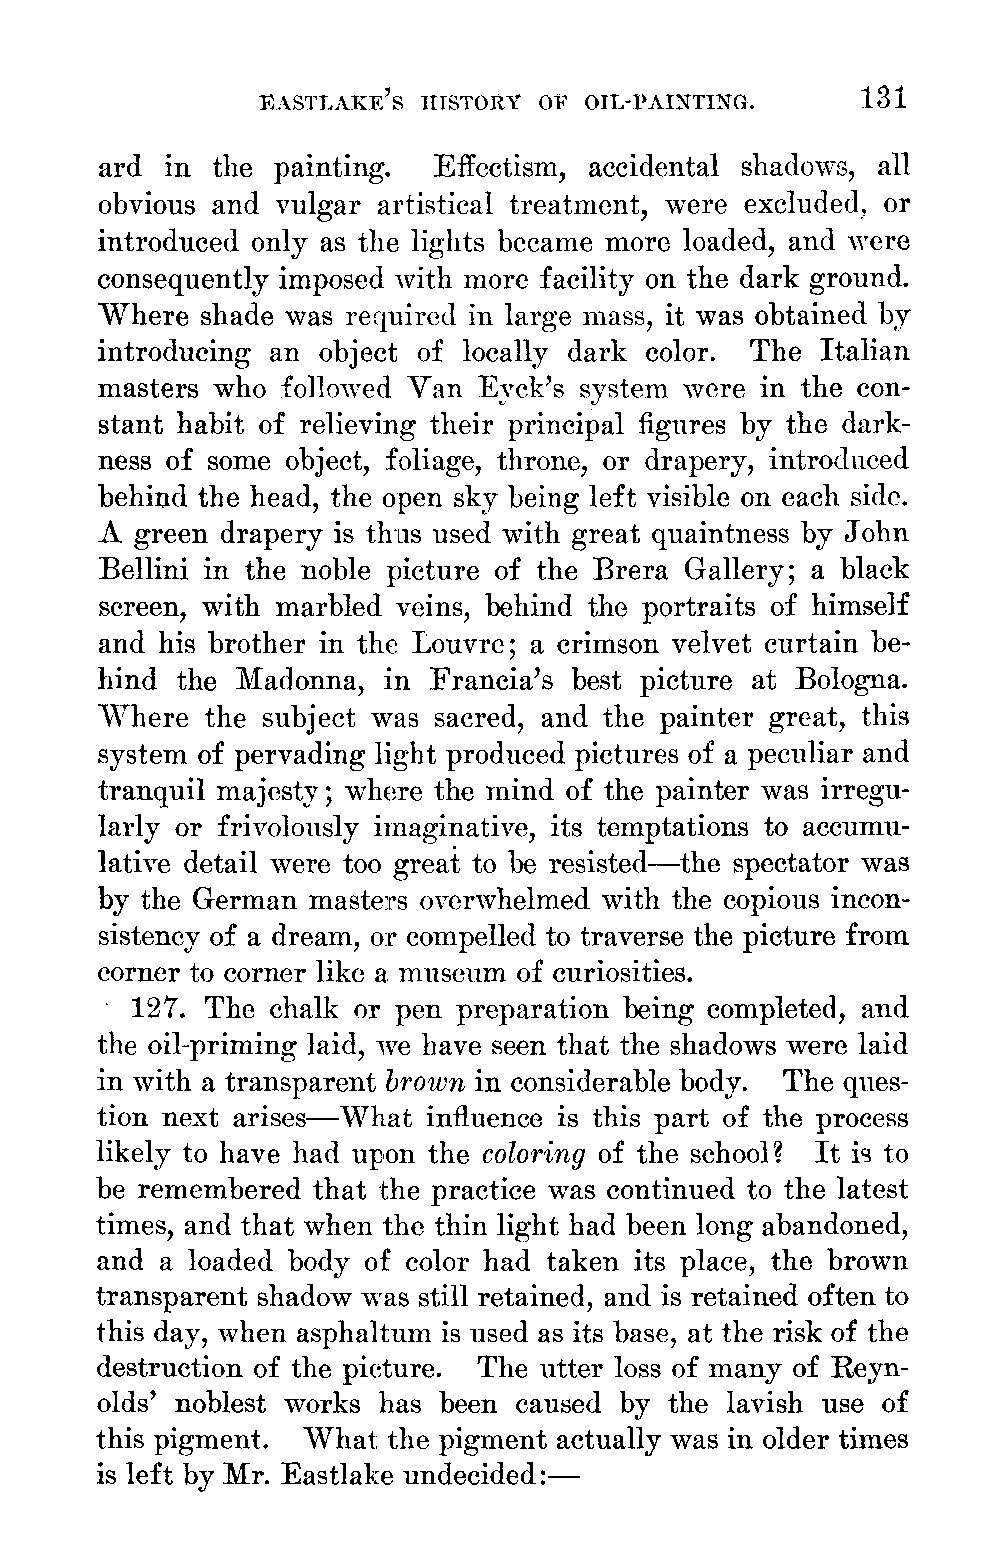 EASTLAKE'S HISTORY OF OIL-PAINTING. 131
ard in the painting. Effectism, accidental shadows, all
obvious and vulgar artistical treatment, were excluded, or
introduced only as the lights became more loaded, and were
consequently imposed with more facility on the dark ground.
Where shade was required in large mass, it was obtained by
introducing an object of locally dark color. The Italian
masters who followed Van Eyck's system were in the con-
stant habit of relieving their principal figures by the dark-
ness of some object, foliage, throne, or drapery, introduced
behind the head, the open sky being left visible on each side.
A green drapery is thus used with great quaintness by John
Bellini in the noble picture of the Brera Gallery; a black
screen, with marbled veins, behind the portraits of himself
and his brother in the Louvre; a crimson velvet curtain be-
hind the Madonna, in Francia's best picture at Bologna.
Where the subject was sacred, and the painter great, this
system of pervading light produced pictures of a peculiar and
tranquil majesty; where the mind of the painter was irregu-
larly or frivolously imaginative, its temptations to accumu-
lative detail were too great to be resisted—the spectator was
by the German masters overwhelmed with the copious incon-
sistency of a dream, or compelled to traverse the picture from
corner to corner like a museum of curiosities.
127. The chalk or pen preparation being completed, and
the oil-priming laid, we have seen that the shadows were laid
in with a transparent brown in considerable body. The ques-
tion next arises—What influence is this part of the process
likely to have had upon the coloring of the school? It is to
be remembered that the practice was continued to the latest
times, and that when the thin light had been long abandoned,
and a loaded body of color had taken its place, the brown
transparent shadow was still retained, and is retained often to
this day, when asphaltum is used as its base, at the risk of the
destruction of the picture. The utter loss of many of Reyn-
olds' noblest works has been caused by the lavish use of
this pigment. What the pigment actually was in older times
is left by Mr. Eastlake undecided:—